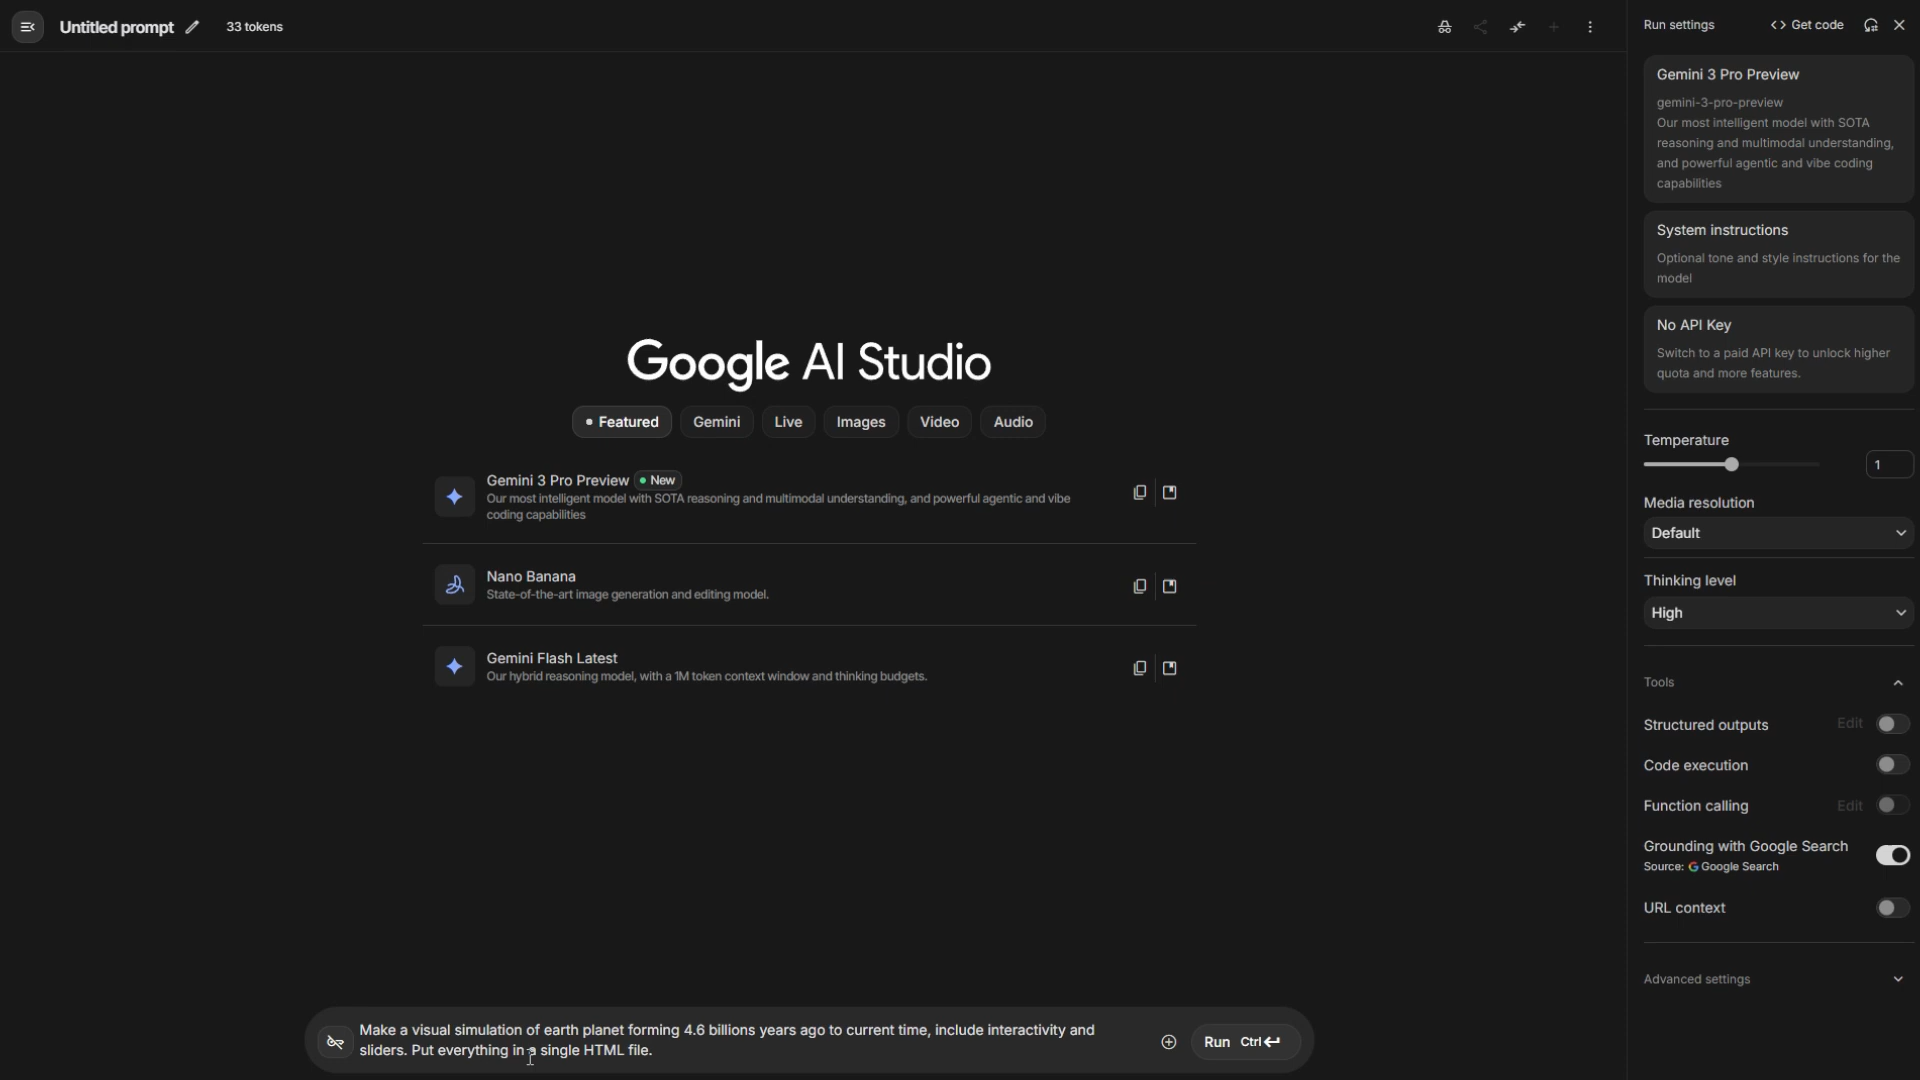 Untitled prompt
33 tokens
Google AI Studio
Featured
Gemini
Live
Images
Video
Audio
Gemini 3 Pro Preview New
Our most intelligent model with SOTA reasoning and multimodal understanding, and powerful agentic and vibe
coding capabilities
Nano Banana
State-of-the-art image generation and editing model.
Gemini Flash Latest
Our hybrid reasoning model, with a 1M token context window and thinking budgets.
Make a visual simulation of earth planet forming 4.6 billions years ago to current time, include interactivity and
sliders. Put everything in a single HTML file.
Run Ctrl
Run settings
<> Get code
Gemini 3 Pro Preview
gemini-3-pro-preview
Our most intelligent model with SOTA
reasoning and multimodal understanding,
and powerful agentic and vibe coding
capabilities
System instructions
Optional tone and style instructions for the
model
No API Key
Switch to a paid API key to unlock higher
quota and more features.
Temperature
1
Media resolution
Default
Thinking level
High
Tools
Structured outputs Edit
Code execution
Function calling Edit
Grounding with Google Search
Source: G Google Search
URL context
Advanced settings